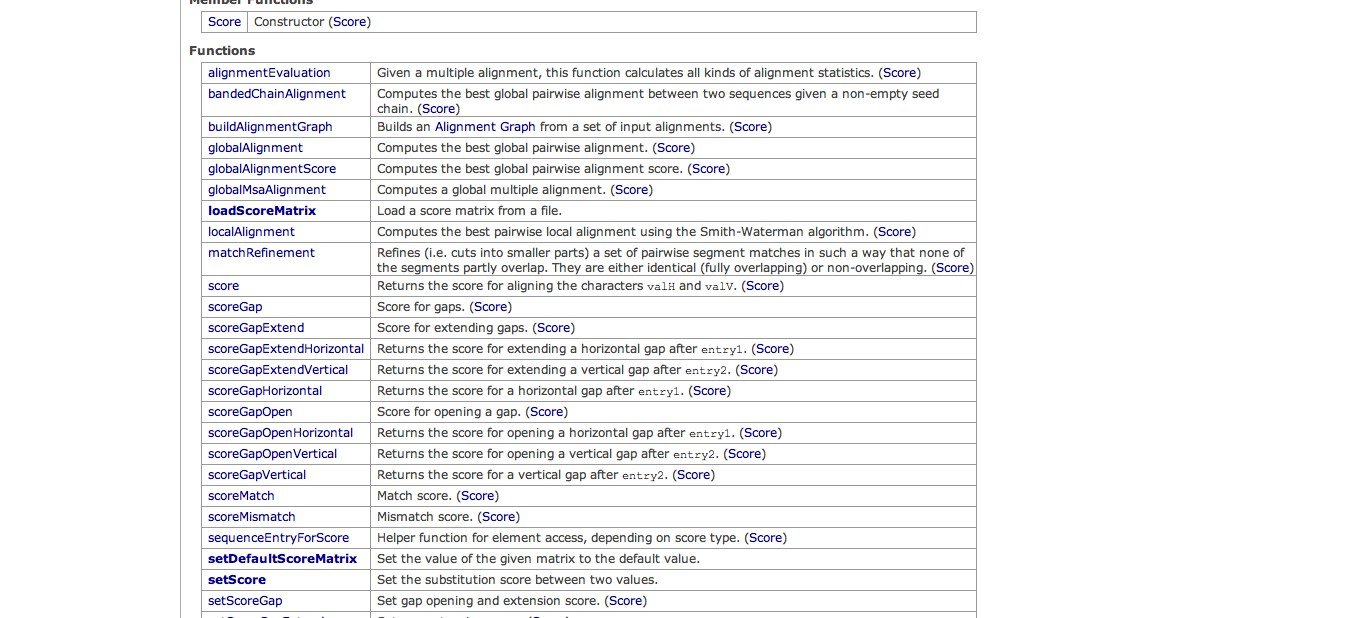 Member Functions
Score Constructor (Score)
Functions
alignmentEvaluation Given a multiple alignment, this function calculates all kinds of alignment statistics. (Score)
bandedChainAlignment Computes the best global pairwise alignment between two sequences given a non-empty seed
chain. (Score)
buildAlignmentGraph Builds an Alignment Graph from a set of input alignments. (Score)
globalAlignment Computes the best global pairwise alignment. (Score)
globalAlignmentScore Computes the best global pairwise alignment score. (Score)
globalMsaAlignment Computes a global multiple alignment. (Score)
loadScoreMatrix Load a score matrix from a file.
localAlignment Computes the best pairwise local alignment using the Smith-Waterman algorithm. (Score)
matchRefinement Refines (i.e. cuts into smaller parts) a set of pairwise segment matches in such a way that none of
the segments partly overlap. They are either identical (fully overlapping) or non-overlapping. (Score)
score Returns the score for aligning the characters valH and valV. (Score)
scoreGap Score for gaps. (Score)
scoreGapExtend Score for extending gaps. (Score)
scoreGapExtendHorizontal Returns the score for extending a horizontal gap after entry1. (Score)
scoreGapExtendVertical Returns the score for extending a vertical gap after entry2. (Score)
scoreGapHorizontal Returns the score for a horizontal gap after entry1. (Score)
scoreGapOpen Score for opening a gap. (Score)
scoreGapOpenHorizontal Returns the score for opening a horizontal gap after entry1. (Score)
scoreGapOpenVertical Returns the score for opening a vertical gap after entry2. (Score)
scoreGapVertical Returns the score for a vertical gap after entry2. (Score)
scoreMatch Match score. (Score)
scoreMismatch Mismatch score. (Score)
sequenceEntryForScore Helper function for element access, depending on score type. (Score)
setDefaultScoreMatrix Set the value of the given matrix to the default value.
setScore Set the substitution score between two values.
setScoreGap Set gap opening and extension score. (Score)